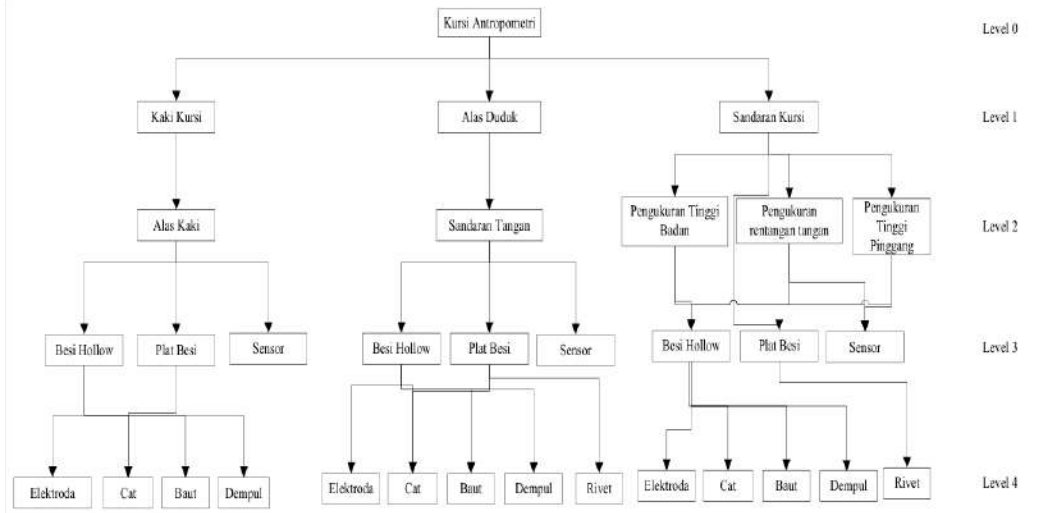 Kursi Antropometri
Level 0
Kaki Kursi
Alas Duduk
Sandaran Kursi
Level 1
Alas Kaki
Sandaran Tangan
Pengukuran Tinggi
Badan
Pengukuran
rentangan tangan
Pengukuran
Tinggi
Pinggang
Level 2
Besi Hollow
Plat Besi
Sensor
Besi Hollow
Plat Besi
Sensor
Besi Hollow
Plat Besi
Sensor
Level 3
Elektroda
Cat
Baut
Dempul
Elektroda
Cat
Baut
Dempul
Rivet
Elektroda
Cat
Baut
Dempul
Rivet
Level 4